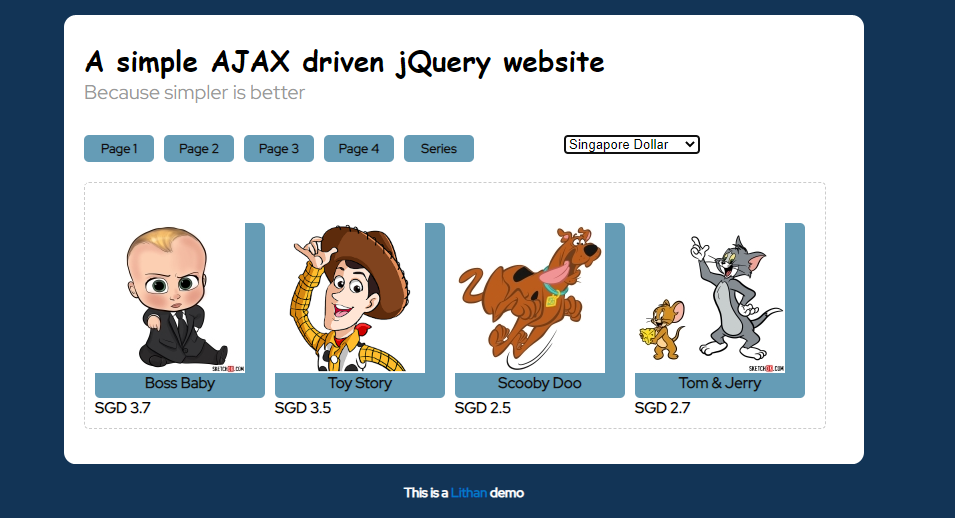 A simple AJAX driven jQuery website
Because simpler is better
Page 1 Page 2 Page 3 Page 4 Series Singapore Dollar
SKETCHOK.COM SKETCHOK.COM
Boss Baby Toy Story Scooby Doo Tom & Jerry
SGD 3.7 SGD 3.5 SGD 2.5 SGD 2.7
This is a Lithan demo